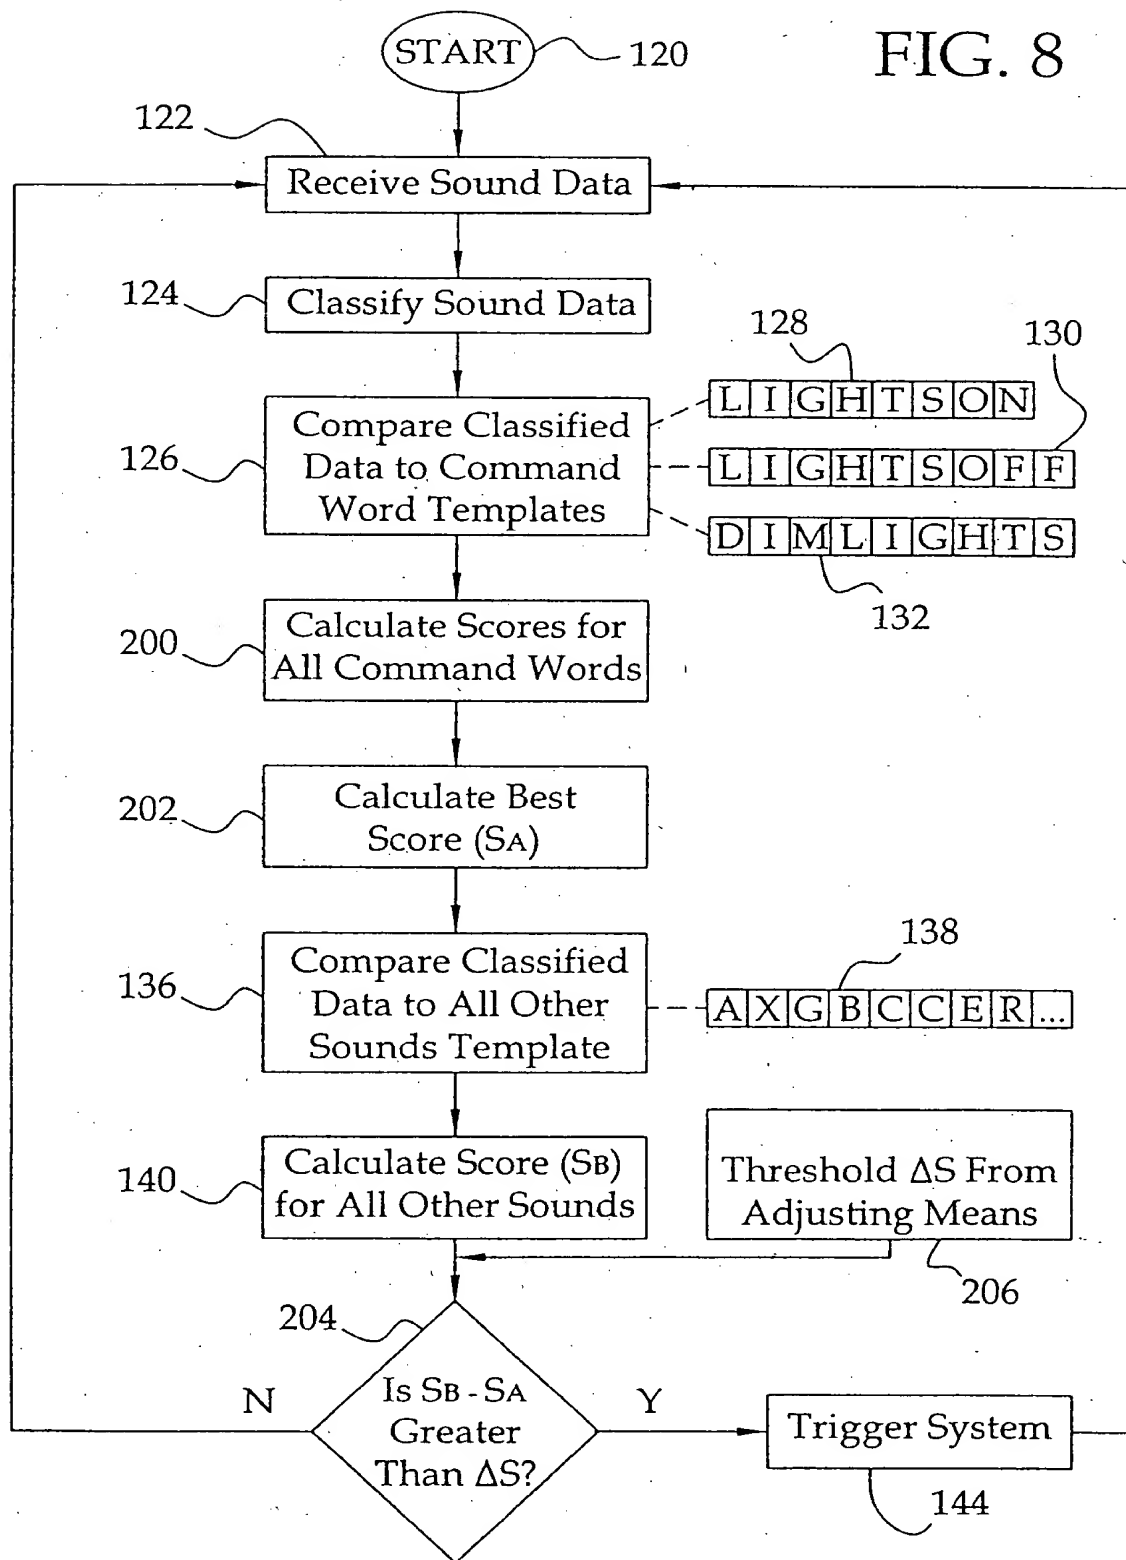 START
120
FIG. 8
122
Receive Sound Data
124
Classify Sound Data
128
130
LIGHTSON
126
Compare Classified
Data to Command
Word Templates
LIGHTSOFF
DIMLIGHTS
132
200
Calculate Scores for
All Command Words
202
Calculate Best
Score (SA)
138
136
Compare Classified
Data to All Other
Sounds Template
AXGBCCER...
140
Calculate Score (SB)
for All Other Sounds
Threshold ΔS From
Adjusting Means
206
204
N
Is SB - SA
Greater
Than ΔS?
Y
Trigger System
144